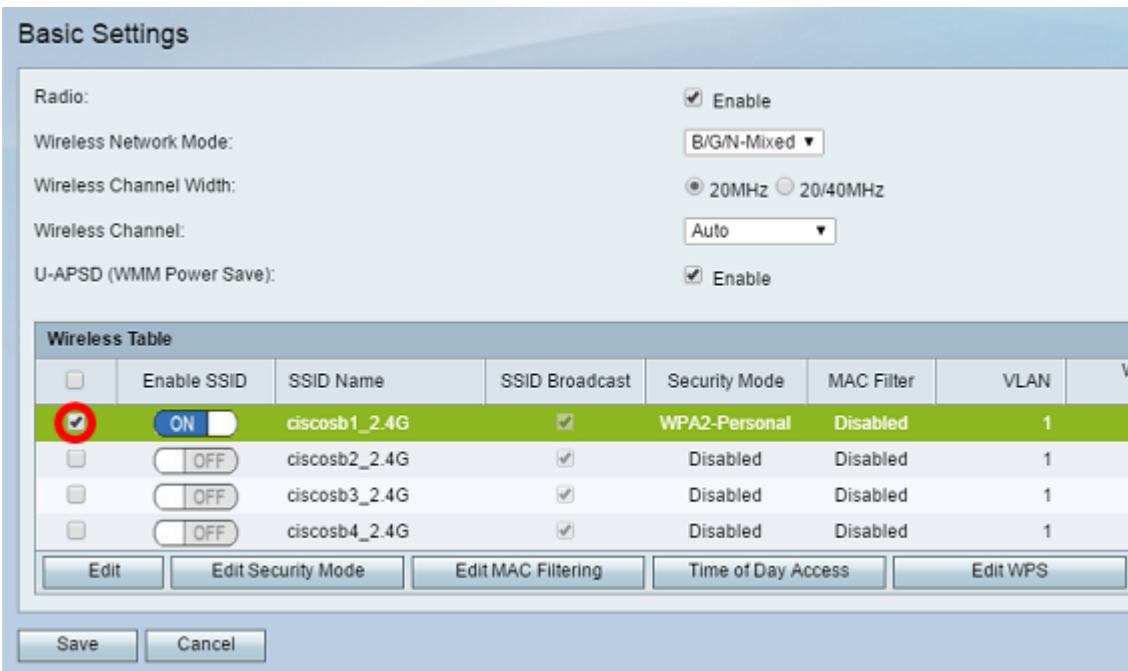 Basic Settings
Radio: Enable
Wireless Network Mode: B/G/N-Mixed
Wireless Channel Width: 20MHz 20/40MHz
Wireless Channel: Auto
U-APSD (WMM Power Save): Enable
Wireless Table
Enable SSID SSID Name SSID Broadcast Security Mode MAC Filter VLAN
ON ciscosb1_2.4G WPA2-Personal Disabled 1
OFF ciscosb2_2.4G Disabled Disabled 1
OFF ciscosb3_2.4G Disabled Disabled 1
OFF ciscosb4_2.4G Disabled Disabled 1
Edit Edit Security Mode Edit MAC Filtering Time of Day Access Edit WPS
Save Cancel